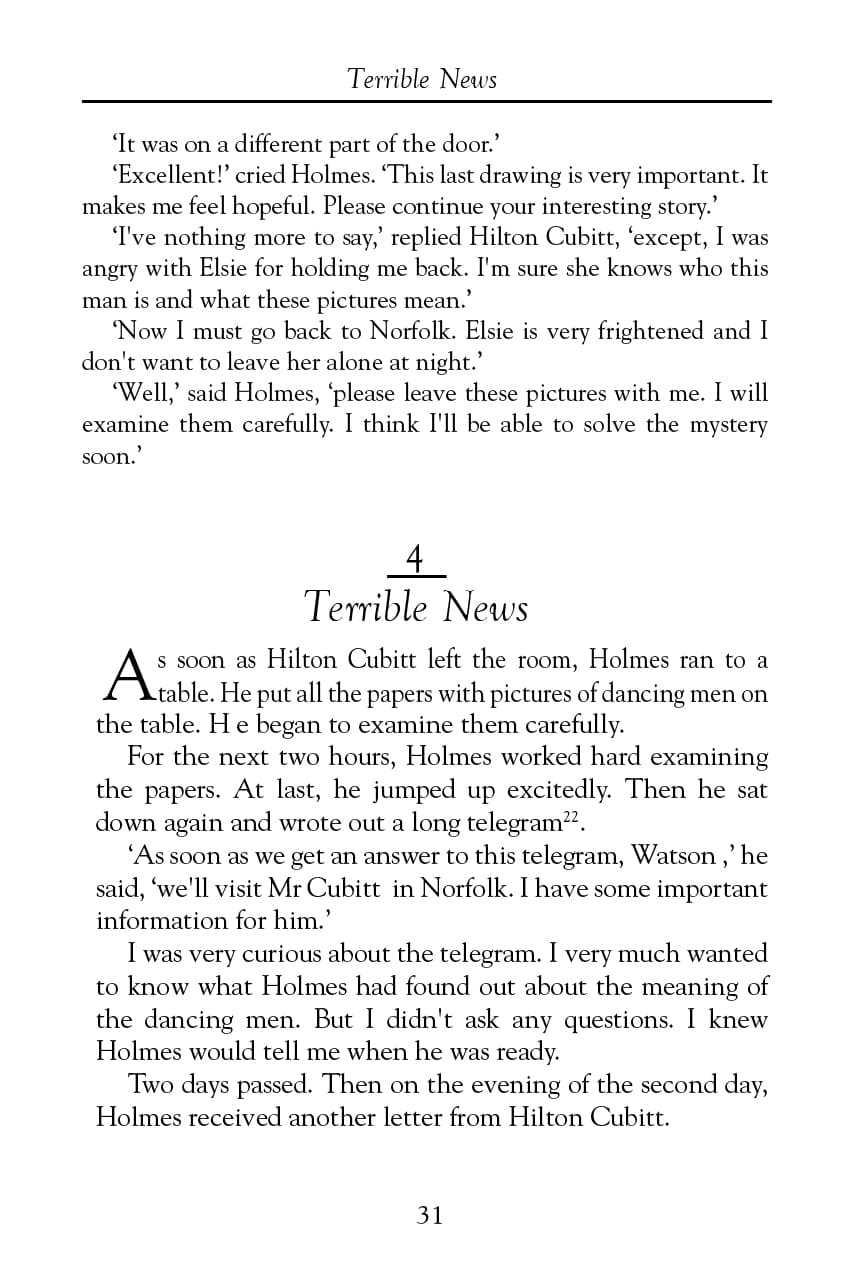 Terrible News
‘It was on a different part of the door.’
‘Excellent!’ cried Holmes. ‘This last drawing is very important. It
makes me feel hopeful. Please continue your interesting story.’
‘I've nothing more to say,’ replied Hilton Cubitt, ‘except, I was
angry with Elsie for holding me back. I'm sure she knows who this
man is and what these pictures mean.’
‘Now I must go back to Norfolk. Elsie is very frightened and I
don't want to leave her alone at night.’
‘Well,’ said Holmes, ‘please leave these pictures with me. I will
examine them carefully. I think I'll be able to solve the mystery
soon.’
4
Terrible News
As soon as Hilton Cubitt left the room, Holmes ran to a
table. He put all the papers with pictures of dancing men on
the table. H e began to examine them carefully.
For the next two hours, Holmes worked hard examining
the papers. At last, he jumped up excitedly. Then he sat
down again and wrote out a long telegram²².
‘As soon as we get an answer to this telegram, Watson ,’ he
said, ‘we'll visit Mr Cubitt  in Norfolk. I have some important
information for him.’
I was very curious about the telegram. I very much wanted
to know what Holmes had found out about the meaning of
the dancing men. But I didn't ask any questions. I knew
Holmes would tell me when he was ready.
Two days passed. Then on the evening of the second day,
Holmes received another letter from Hilton Cubitt.
31